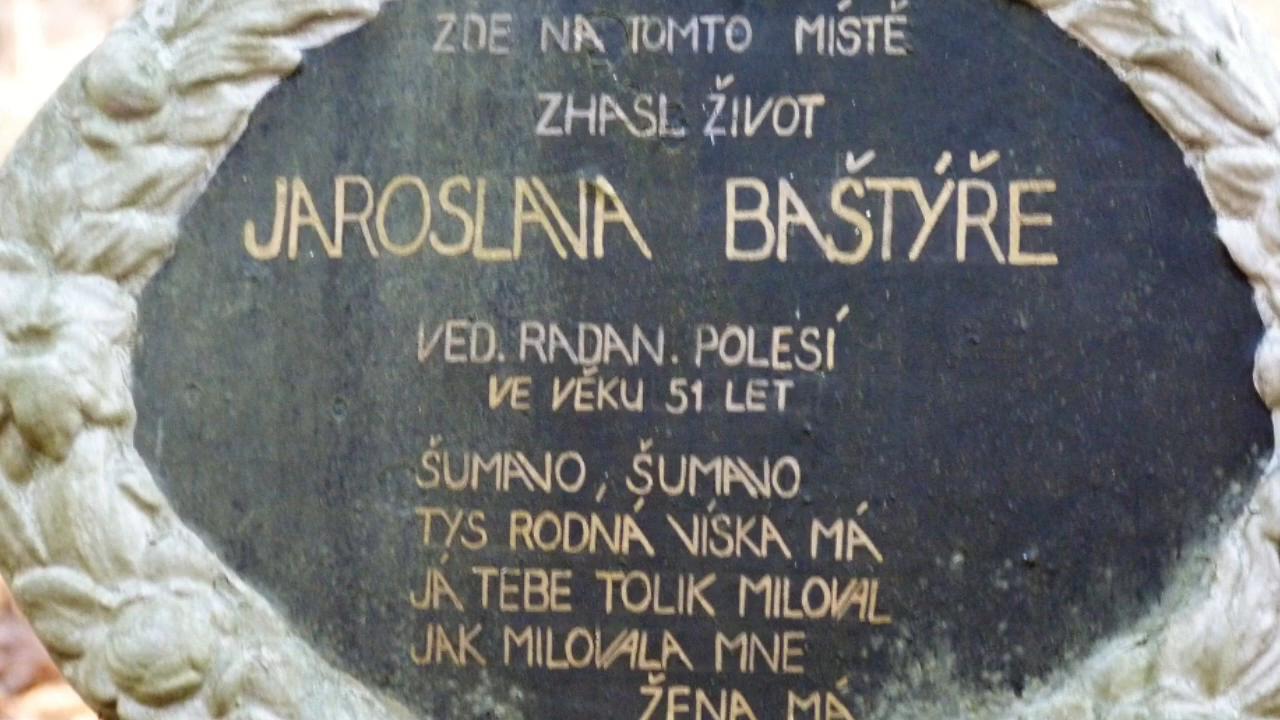 ZDE NA TOMTO MÍSTĚ
ZHASL ŽIVOT
JAROSLAVA BAŠTÝŘE
VED. RADAN. POLESÍ
VE VĚKU 51 LET
ŠUMAVO, ŠUMAVO
TYS RODNÁ VÍSKA MÁ
JÁ TEBE TOLIK MILOVAL
JAK MILOVALA MNE
ŽENA MÁ